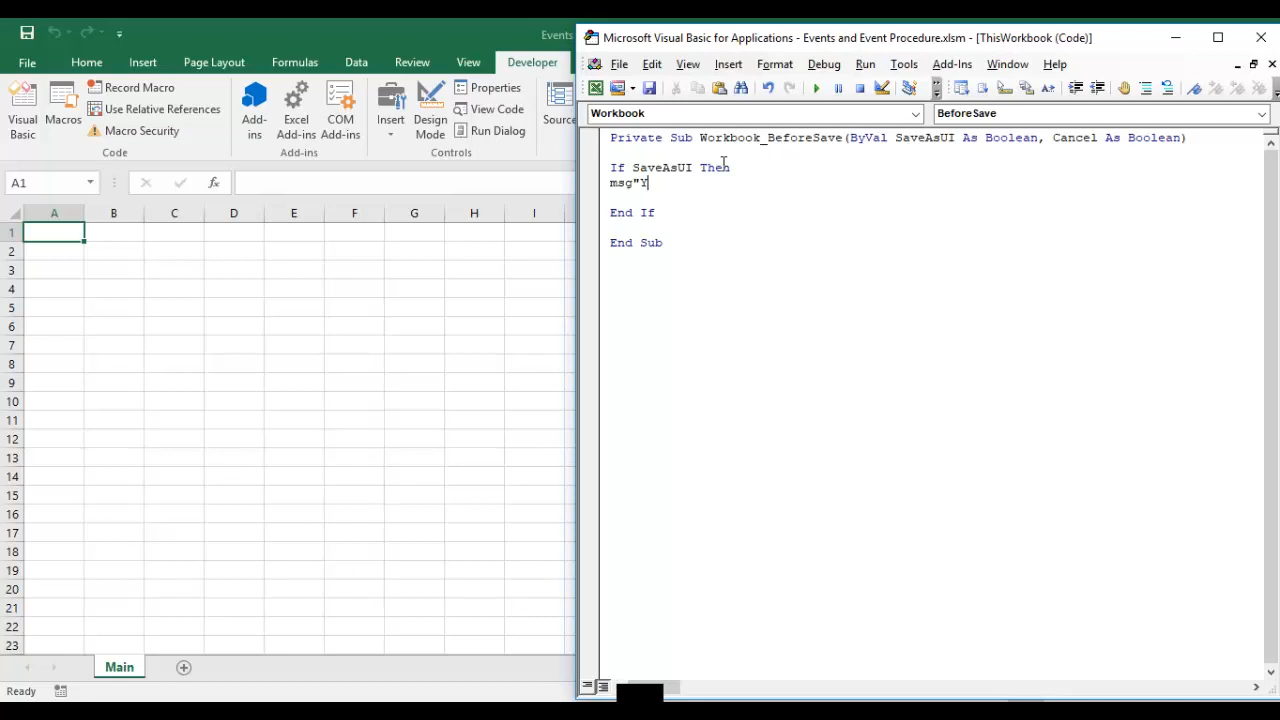 Events
Microsoft Visual Basic for Applications - Events and Event Procedure.xlsm - [ThisWorkbook (Code)]
File Home Insert Page Layout Formulas Data Review View Developer
File Edit View Insert Format Debug Run Tools Add-Ins Window Help
Visual Basic
Macros
Record Macro
Use Relative References
Macro Security
Code
Add-ins
Excel Add-ins
COM Add-ins
Add-ins
Insert
Design Mode
Properties
View Code
Run Dialog
Controls
Source
Workbook
BeforeSave
A1
fx
A B C D E F G H I
1
2
3
4
5
6
7
8
9
10
11
12
13
14
15
16
17
18
19
20
21
22
23
Private Sub Workbook_BeforeSave(ByVal SaveAsUI As Boolean, Cancel As Boolean)
If SaveAsUI Then
msg"Y
End If
End Sub
Main
Ready